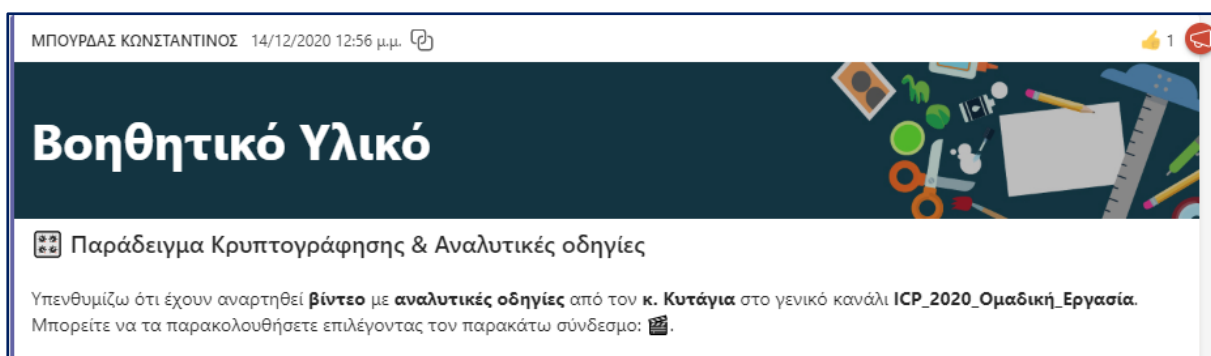 ΜΠΟΥΡΔΑΣ ΚΩΝΣΤΑΝΤΙΝΟΣ 14/12/2020 12:56 μ.μ.
1
Βοηθητικό Υλικό
Παράδειγμα Κρυπτογράφησης & Αναλυτικές οδηγίες
Υπενθυμίζω ότι έχουν αναρτηθεί βίντεο με αναλυτικές οδηγίες από τον κ. Κυτάγια στο γενικό κανάλι ICP_2020_Ομαδική_Εργασία.
Μπορείτε να τα παρακολουθήσετε επιλέγοντας τον παρακάτω σύνδεσμο: 🎬.